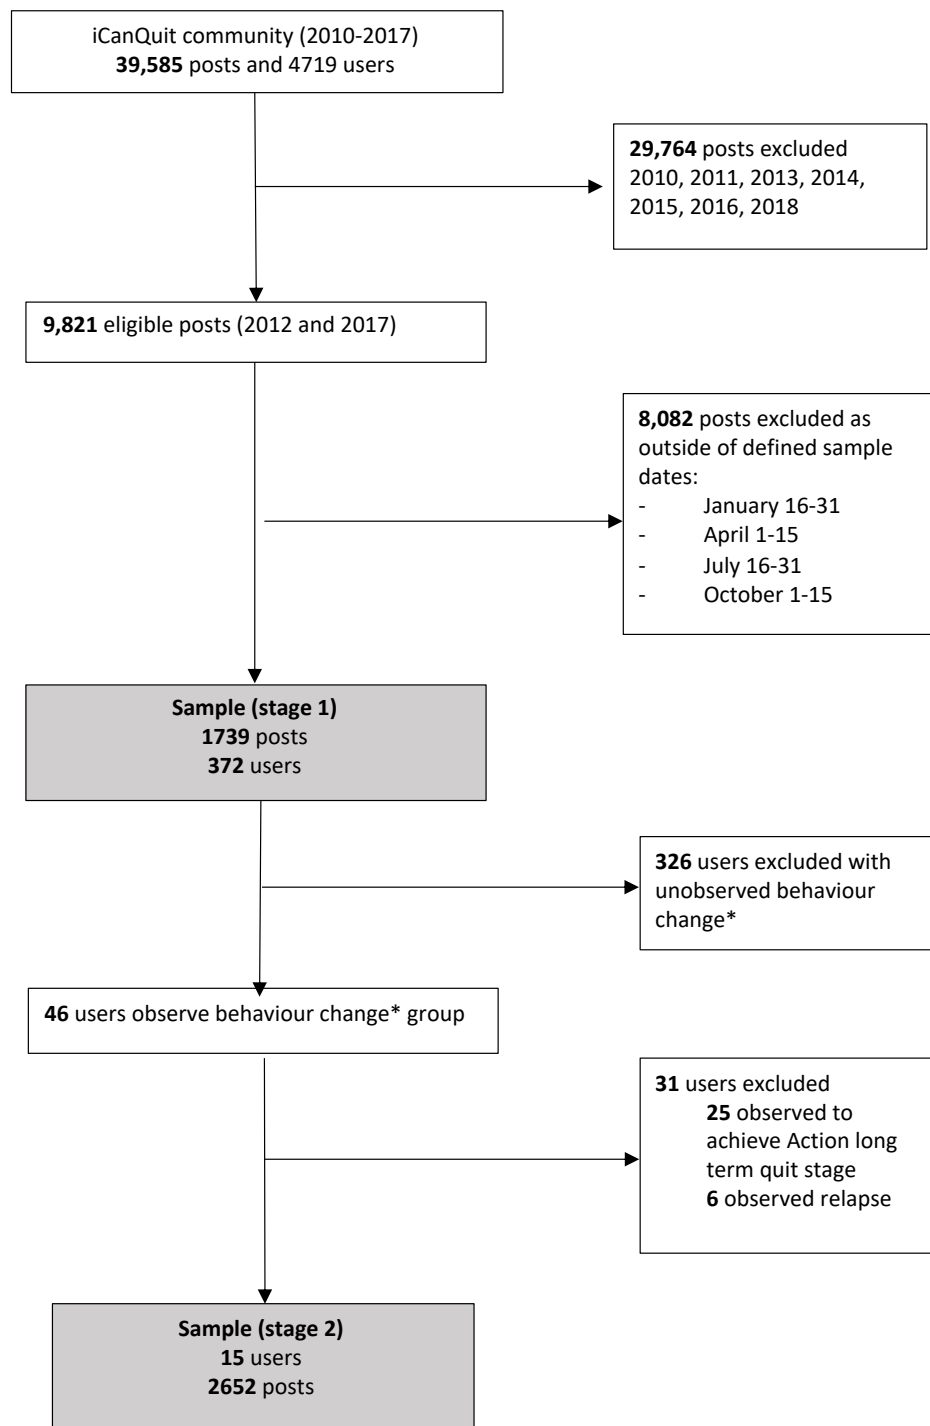 iCanQuit community (2010-2017)
39,585 posts and 4719 users
29,764 posts excluded
2010, 2011, 2013, 2014,
2015, 2016, 2018
9,821 eligible posts (2012 and 2017)
8,082 posts excluded as
outside of defined sample
dates:
- January 16-31
- April 1-15
- July 16-31
- October 1-15
Sample (stage 1)
1739 posts
372 users
326 users excluded with
unobserved behaviour
change*
46 users observe behaviour change* group
31 users excluded
25 observed to
achieve Action long
term quit stage
6 observed relapse
Sample (stage 2)
15 users
2652 posts